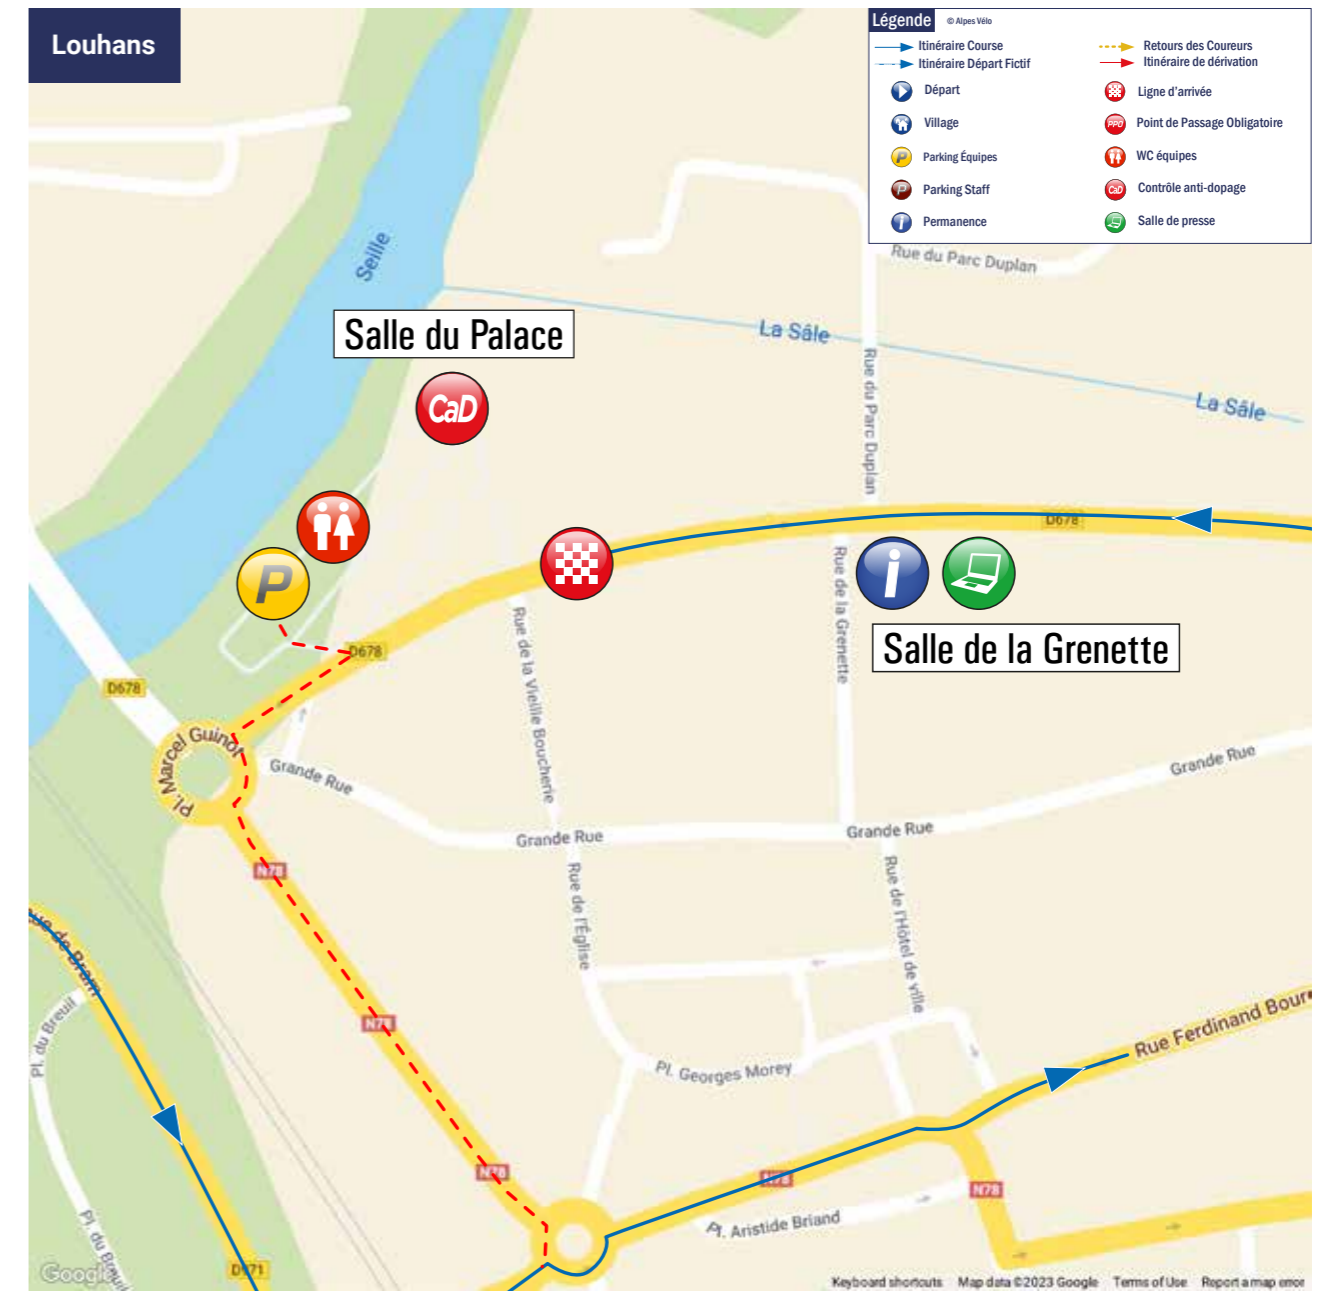 Louhans
Légende
© Alpes Vélo
Itinéraire Course
Itinéraire Départ Fictif
Départ
Village
P
Parking Équipes
P
Parking Staff
i
Permanence
Retours des Coureurs
Itinéraire de dérivation
Ligne d'arrivée
PPO
Point de Passage Obligatoire
WC équipes
CaD
Contrôle anti-dopage
Salle de presse
Seille
Rue du Parc Duplan
Salle du Palace
La Sâle
La Sâle
CaD
Rue du Parc Duplan
D678
P
i
Rue de la Grenette
Salle de la Grenette
Rue de la Vieille Boucherie
D678
D678
Pl. Marcel Guinot
Grande Rue
Grande Rue
Grande Rue
Grande Rue
N78
Rue de l'Église
Rue de l'Hôtel de ville
Rue de Bram
Pl. du Breuil
N78
Rue Ferdinand Bour
Pl. Georges Morey
N78
N78
N78
Pl. Aristide Briand
Pl. du Breuil
D971
Google
Keyboard shortcuts Map data ©2023 Google Terms of Use Report a map error